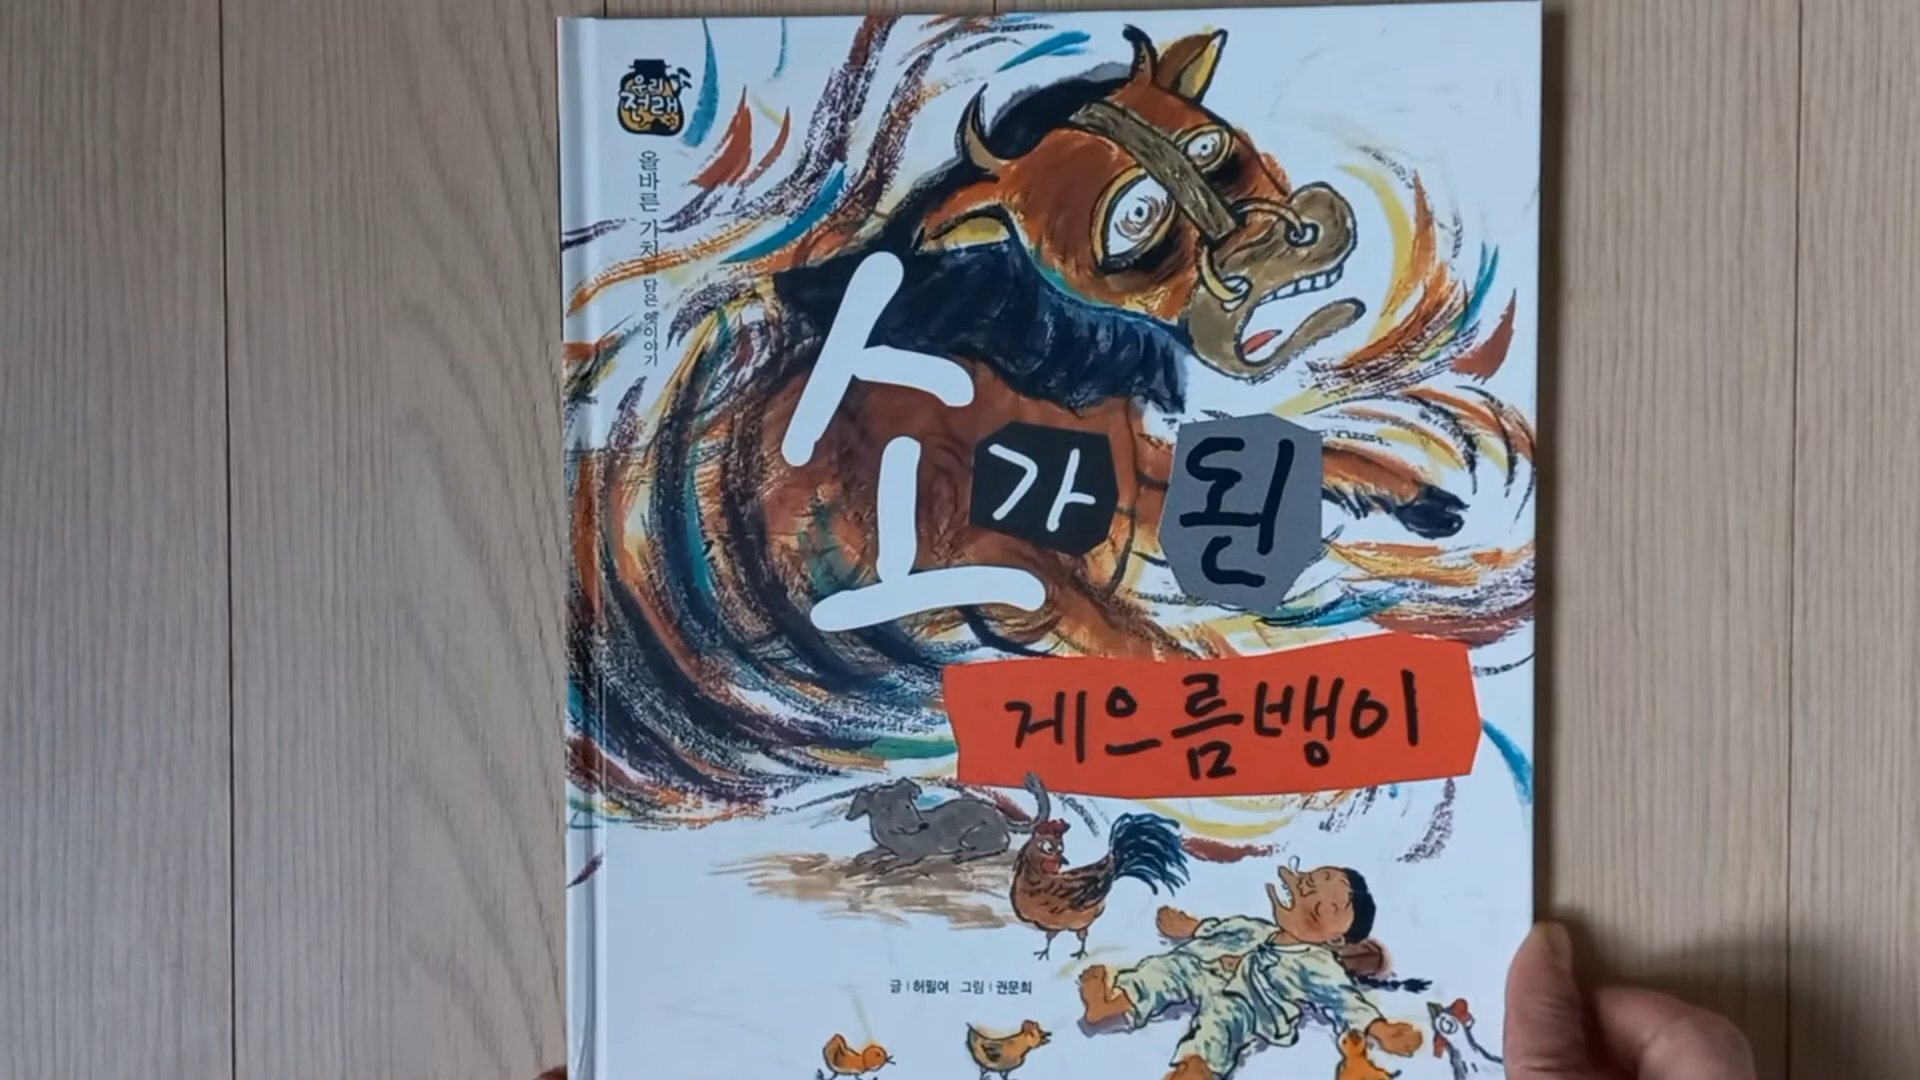 우리
전래
올바른 가치 담은 옛이야기
소가 된
게으름뱅이
글 | 허필여 그림 | 권문희